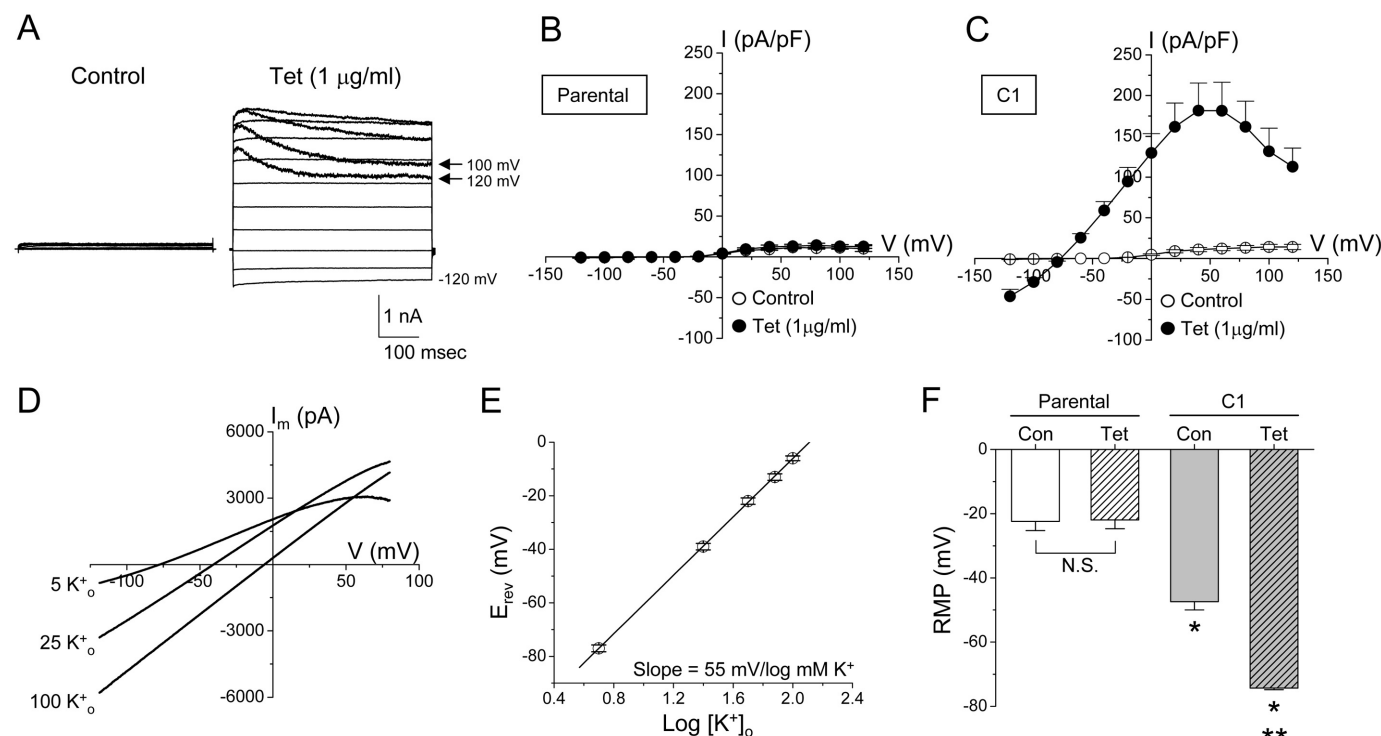 A
Control
Tet (1 μg/ml)
100 mV
120 mV
-120 mV
1 nA
100 msec
B
I (pA/pF)
Parental
250
200
150
100
50
-50
-100
-150
-100
-50
50
100
150
V (mV)
Control
Tet (1μg/ml)
C
I (pA/pF)
C1
250
200
150
100
50
-50
-100
-150
-100
-50
50
100
150
V (mV)
Control
Tet (1μg/ml)
D
Im (pA)
6000
3000
-3000
-6000
-100
50
100
V (mV)
5 K+o
25 K+o
100 K+o
E
Erev (mV)
0
-20
-40
-60
-80
Slope = 55 mV/log mM K+
0.4
0.8
1.2
1.6
2.0
2.4
Log [K+]o
F
Parental
C1
Con
Tet
Con
Tet
RMP (mV)
0
-20
-40
-60
-80
N.S.
*
*
**